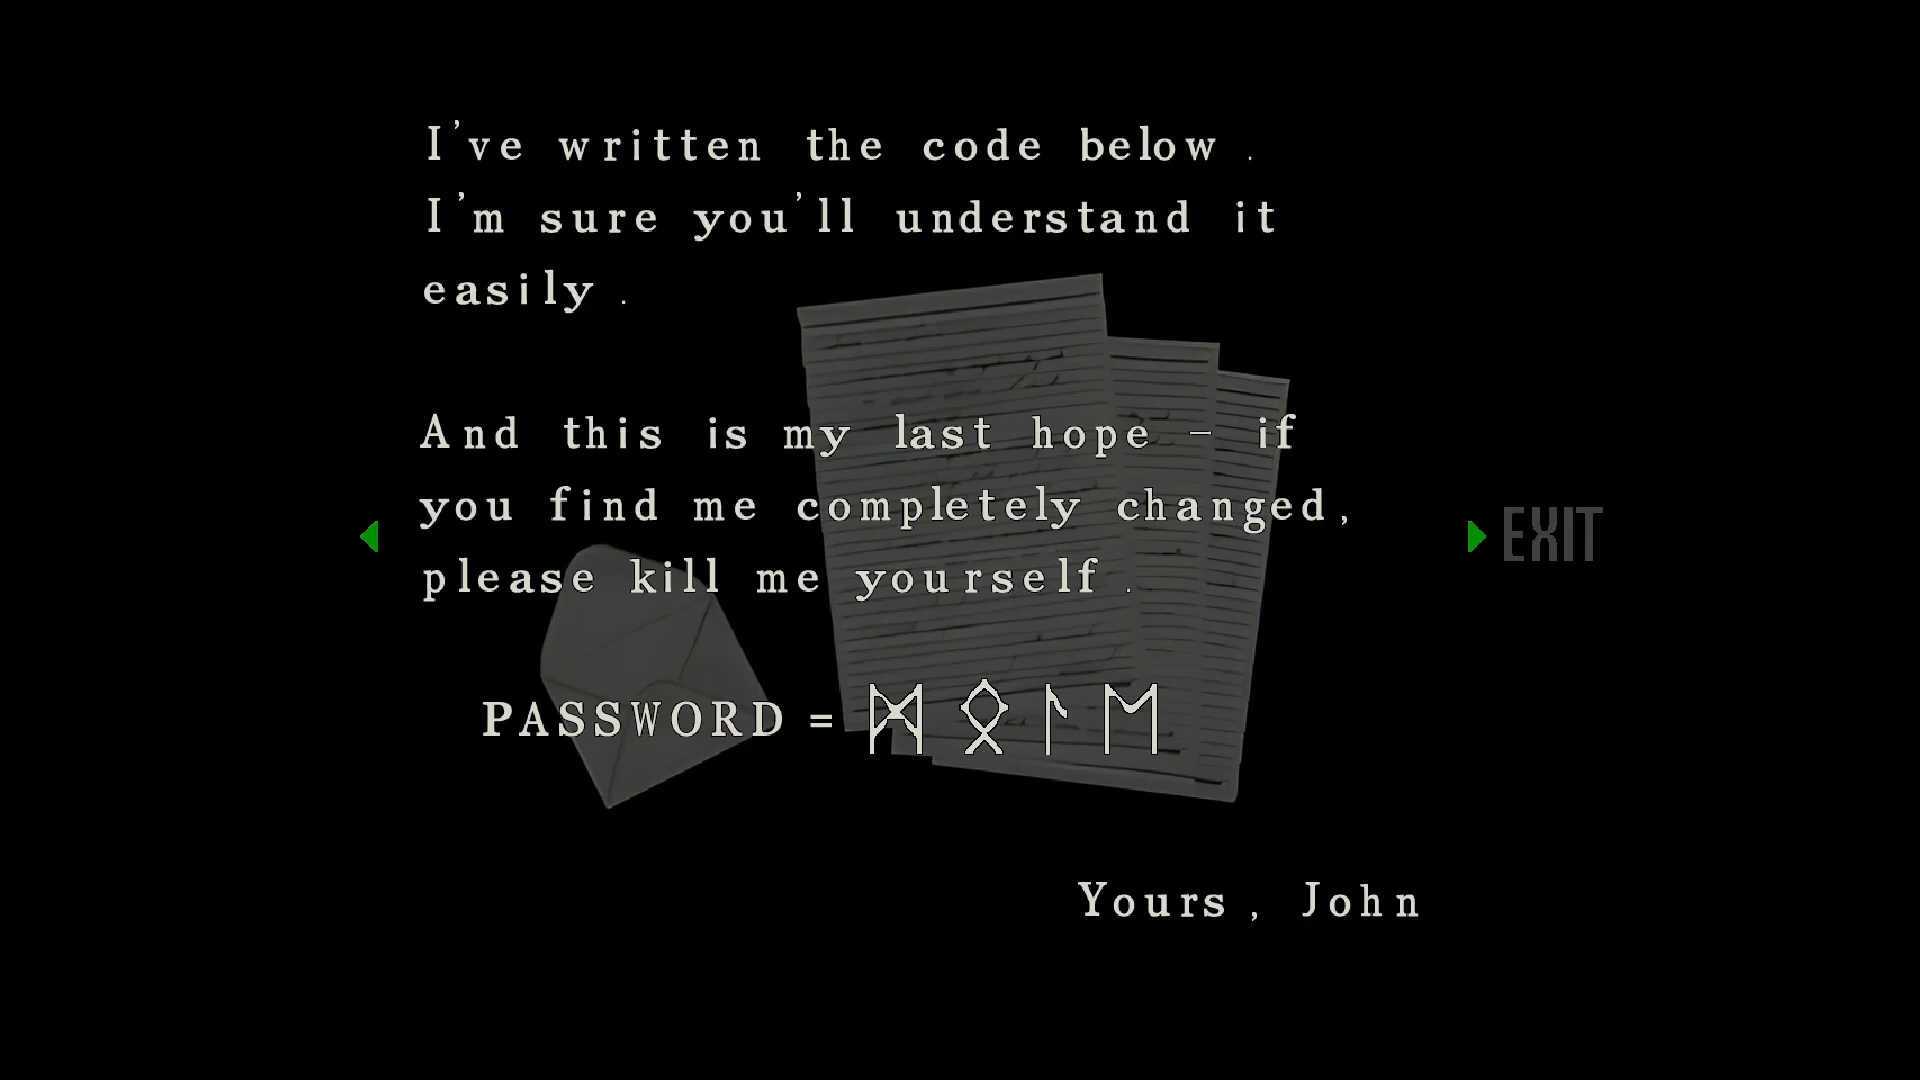 I've written the code below.
I'm sure you'll understand it
easily.
And this is my last hope – if
you find me completely changed,
please kill me yourself.
EXIT
PASSWORD = ᛗᛟᛚᛖ
Yours, John